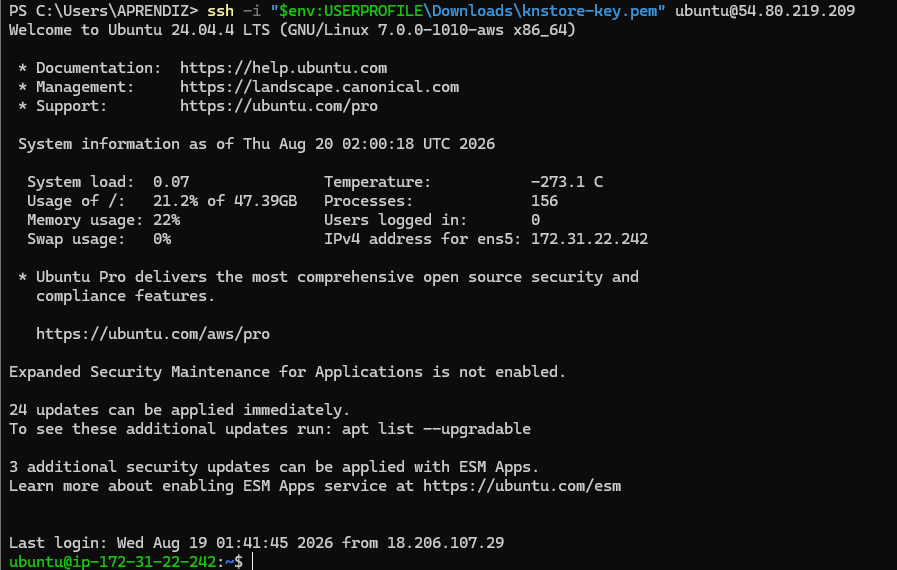 PS C:\Users\APRENDIZ> ssh -i "$env:USERPROFILE\Downloads\knstore-key.pem" ubuntu@54.80.219.209
Welcome to Ubuntu 24.04.4 LTS (GNU/Linux 7.0.0-1010-aws x86_64)

 * Documentation:  https://help.ubuntu.com
 * Management:     https://landscape.canonical.com
 * Support:        https://ubuntu.com/pro

 System information as of Thu Aug 20 02:00:18 UTC 2026

  System load:  0.07               Temperature:           -273.1 C
  Usage of /:   21.2% of 47.39GB   Processes:             156
  Memory usage: 22%                Users logged in:       0
  Swap usage:   0%                 IPv4 address for ens5: 172.31.22.242

 * Ubuntu Pro delivers the most comprehensive open source security and
   compliance features.

   https://ubuntu.com/aws/pro

Expanded Security Maintenance for Applications is not enabled.

24 updates can be applied immediately.
To see these additional updates run: apt list --upgradable

3 additional security updates can be applied with ESM Apps.
Learn more about enabling ESM Apps service at https://ubuntu.com/esm


Last login: Wed Aug 19 01:41:45 2026 from 18.206.107.29
ubuntu@ip-172-31-22-242:~$